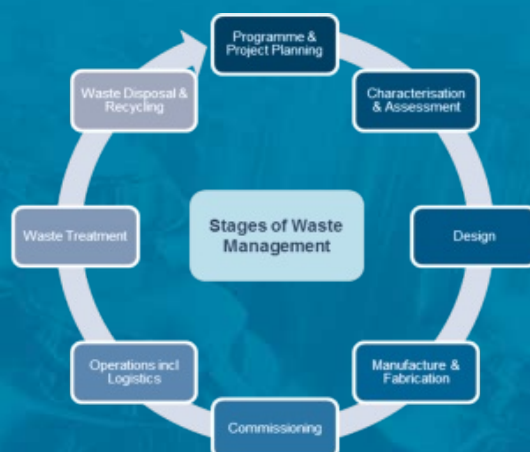 Programme &
Project Planning
Characterisation
& Assessment
Design
Manufacture &
Fabrication
Commissioning
Operations incl
Logistics
Waste Treatment
Waste Disposal &
Recycling
Stages of Waste
Management